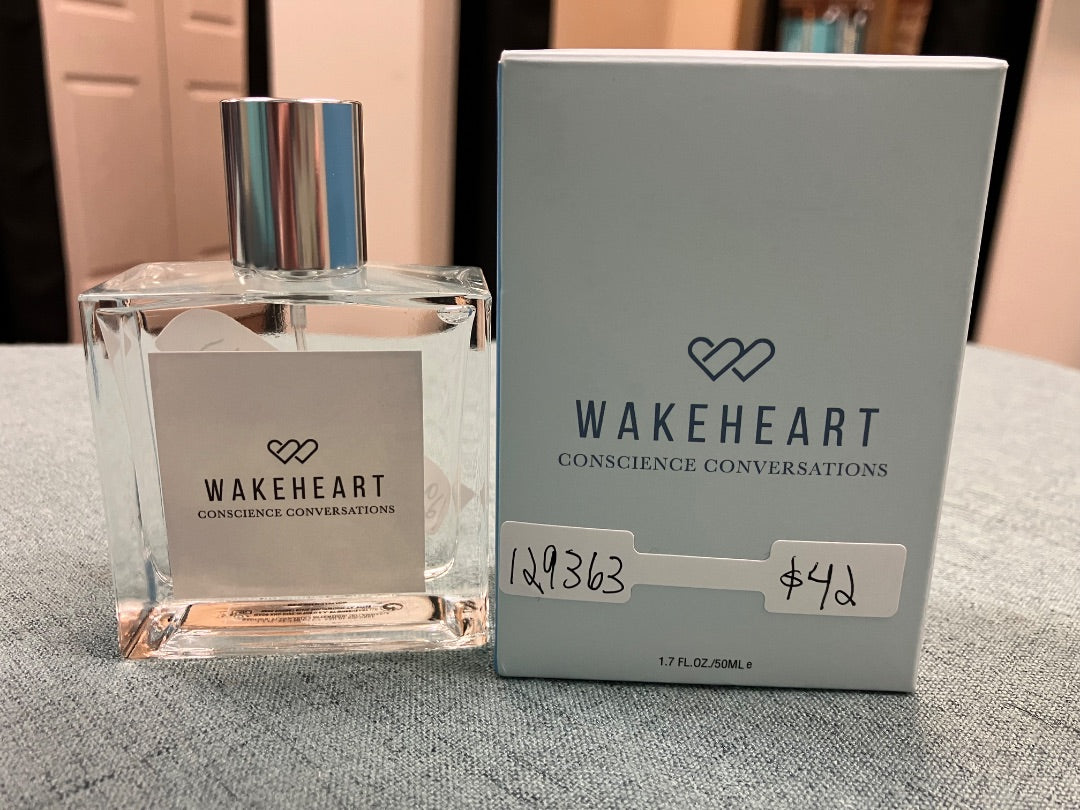 WAKEHEART
CONSCIENCE CONVERSATIONS
WAKEHEART
CONSCIENCE CONVERSATIONS
129363
$42
1.7 FL.OZ./50ML e